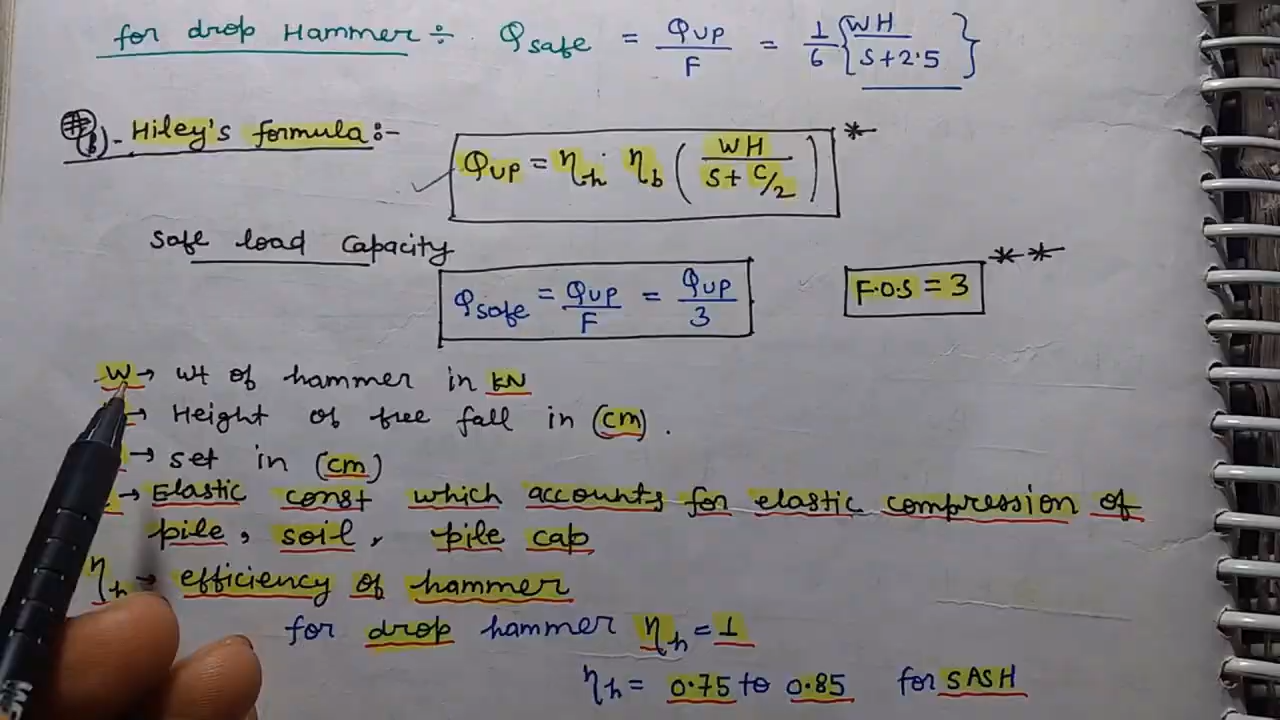 for drop Hammer ÷ Qsafe = Qup/F = 1/6 {WH/S+2.5}
b)- Hiley's formula :-
Qup = ηh · ηb (WH/S+C/2) *
Safe load capacity
Qsafe = Qup/F = Qup/3 F.O.S = 3 **
W → wt of hammer in kN
→ Height of free fall in (cm).
→ set in (cm)
→ Elastic const which accounts for elastic compression of
pile, soil, pile cap
ηh → efficiency of hammer
for drop hammer ηh = 1
ηh = 0.75 to 0.85 for SASH